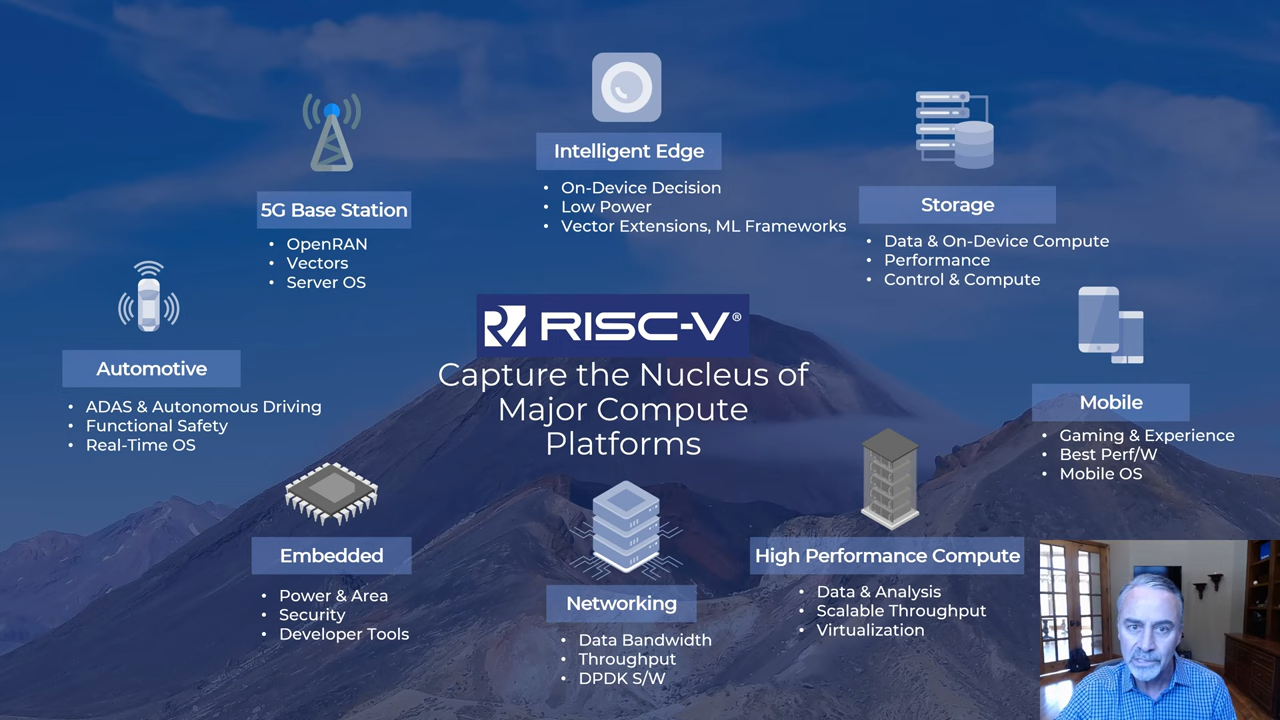 Intelligent Edge
• On-Device Decision
• Low Power
• Vector Extensions, ML Frameworks
5G Base Station
• OpenRAN
• Vectors
• Server OS
Storage
• Data & On-Device Compute
• Performance
• Control & Compute
RISC-V®
Capture the Nucleus of
Major Compute
Platforms
Automotive
• ADAS & Autonomous Driving
• Functional Safety
• Real-Time OS
Mobile
• Gaming & Experience
• Best Perf/W
• Mobile OS
Embedded
• Power & Area
• Security
• Developer Tools
Networking
• Data Bandwidth
• Throughput
• DPDK S/W
High Performance Compute
• Data & Analysis
• Scalable Throughput
• Virtualization